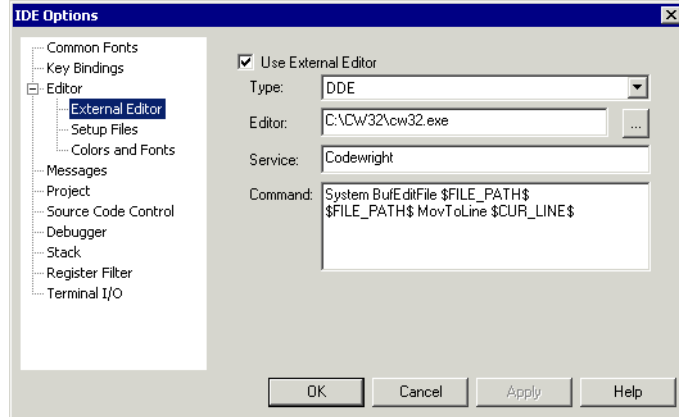 IDE Options
Common Fonts
Key Bindings
Editor
External Editor
Setup Files
Colors and Fonts
Messages
Project
Source Code Control
Debugger
Stack
Register Filter
Terminal I/O
Use External Editor
Type: DDE
Editor: C:\CW32\cw32.exe ...
Service: Codewright
Command: System BufEditFile $FILE_PATH$
$FILE_PATH$ MovToLine $CUR_LINE$
OK Cancel Apply Help